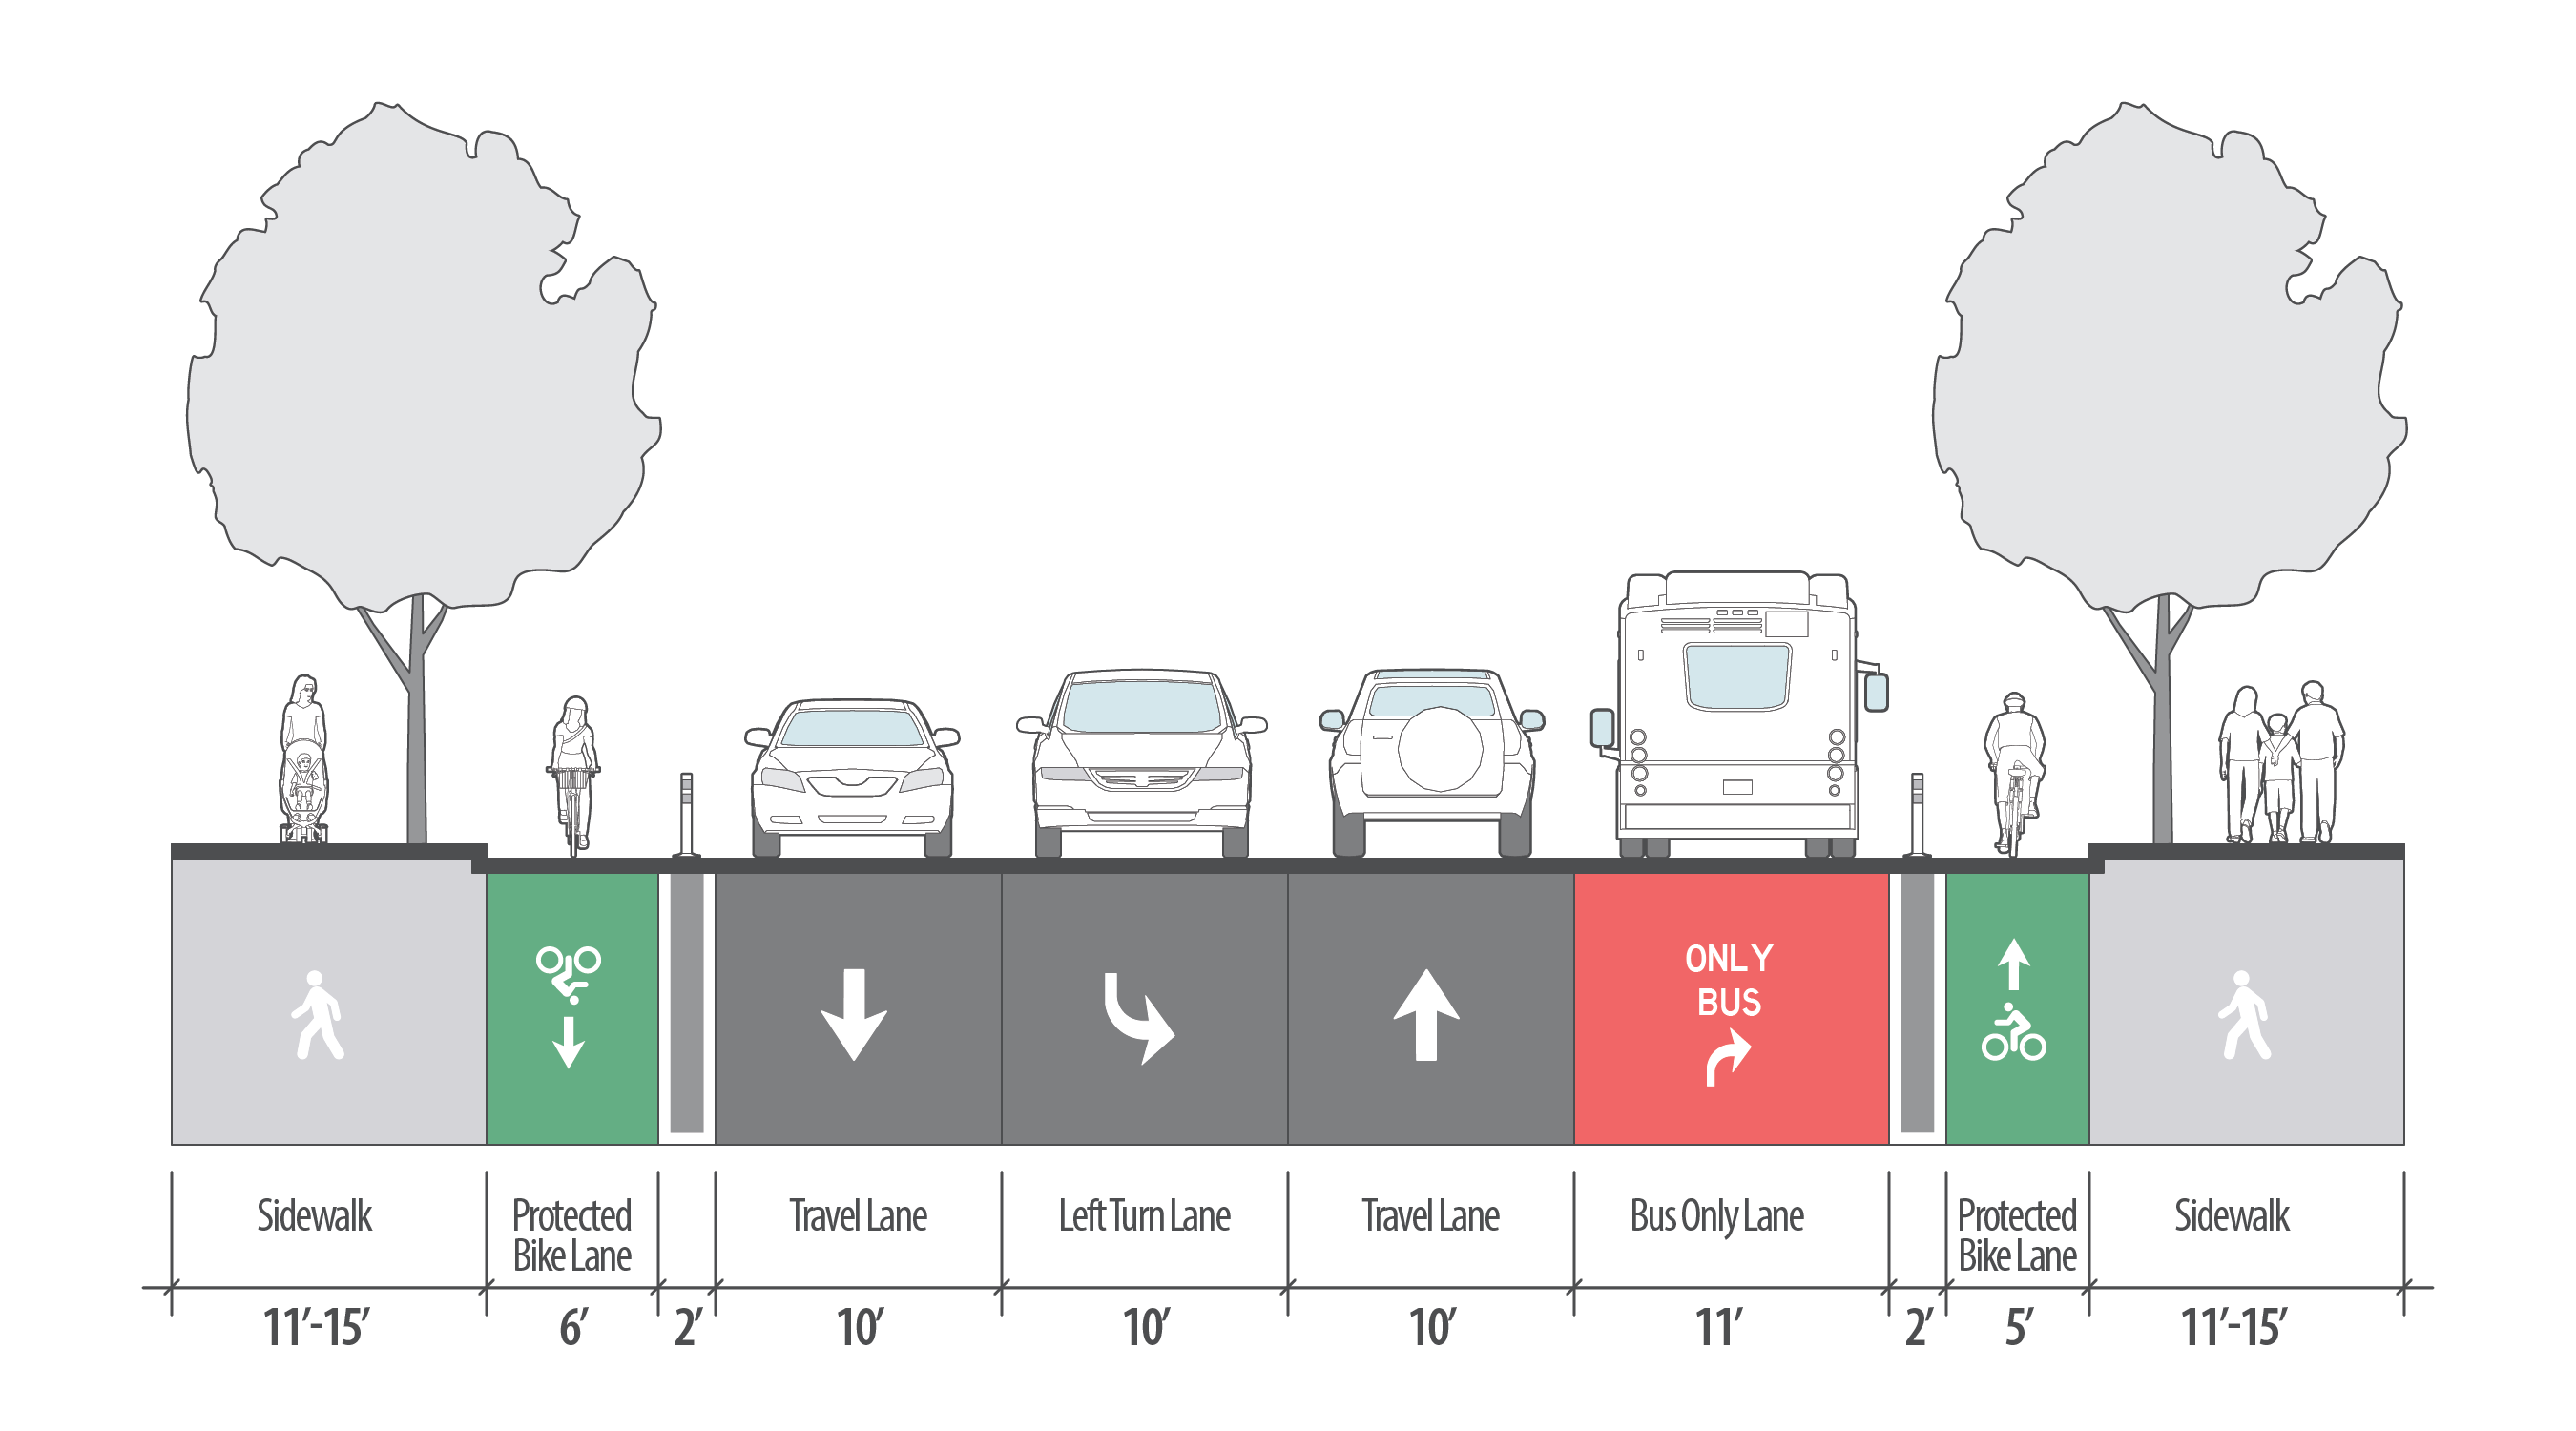 ONLY
BUS
Sidewalk
Protected
Bike Lane
Travel Lane
Left Turn Lane
Travel Lane
Bus Only Lane
Protected
Bike Lane
Sidewalk
11’-15’
6’
2’
10’
10’
10’
11’
2’
5’
11’-15’